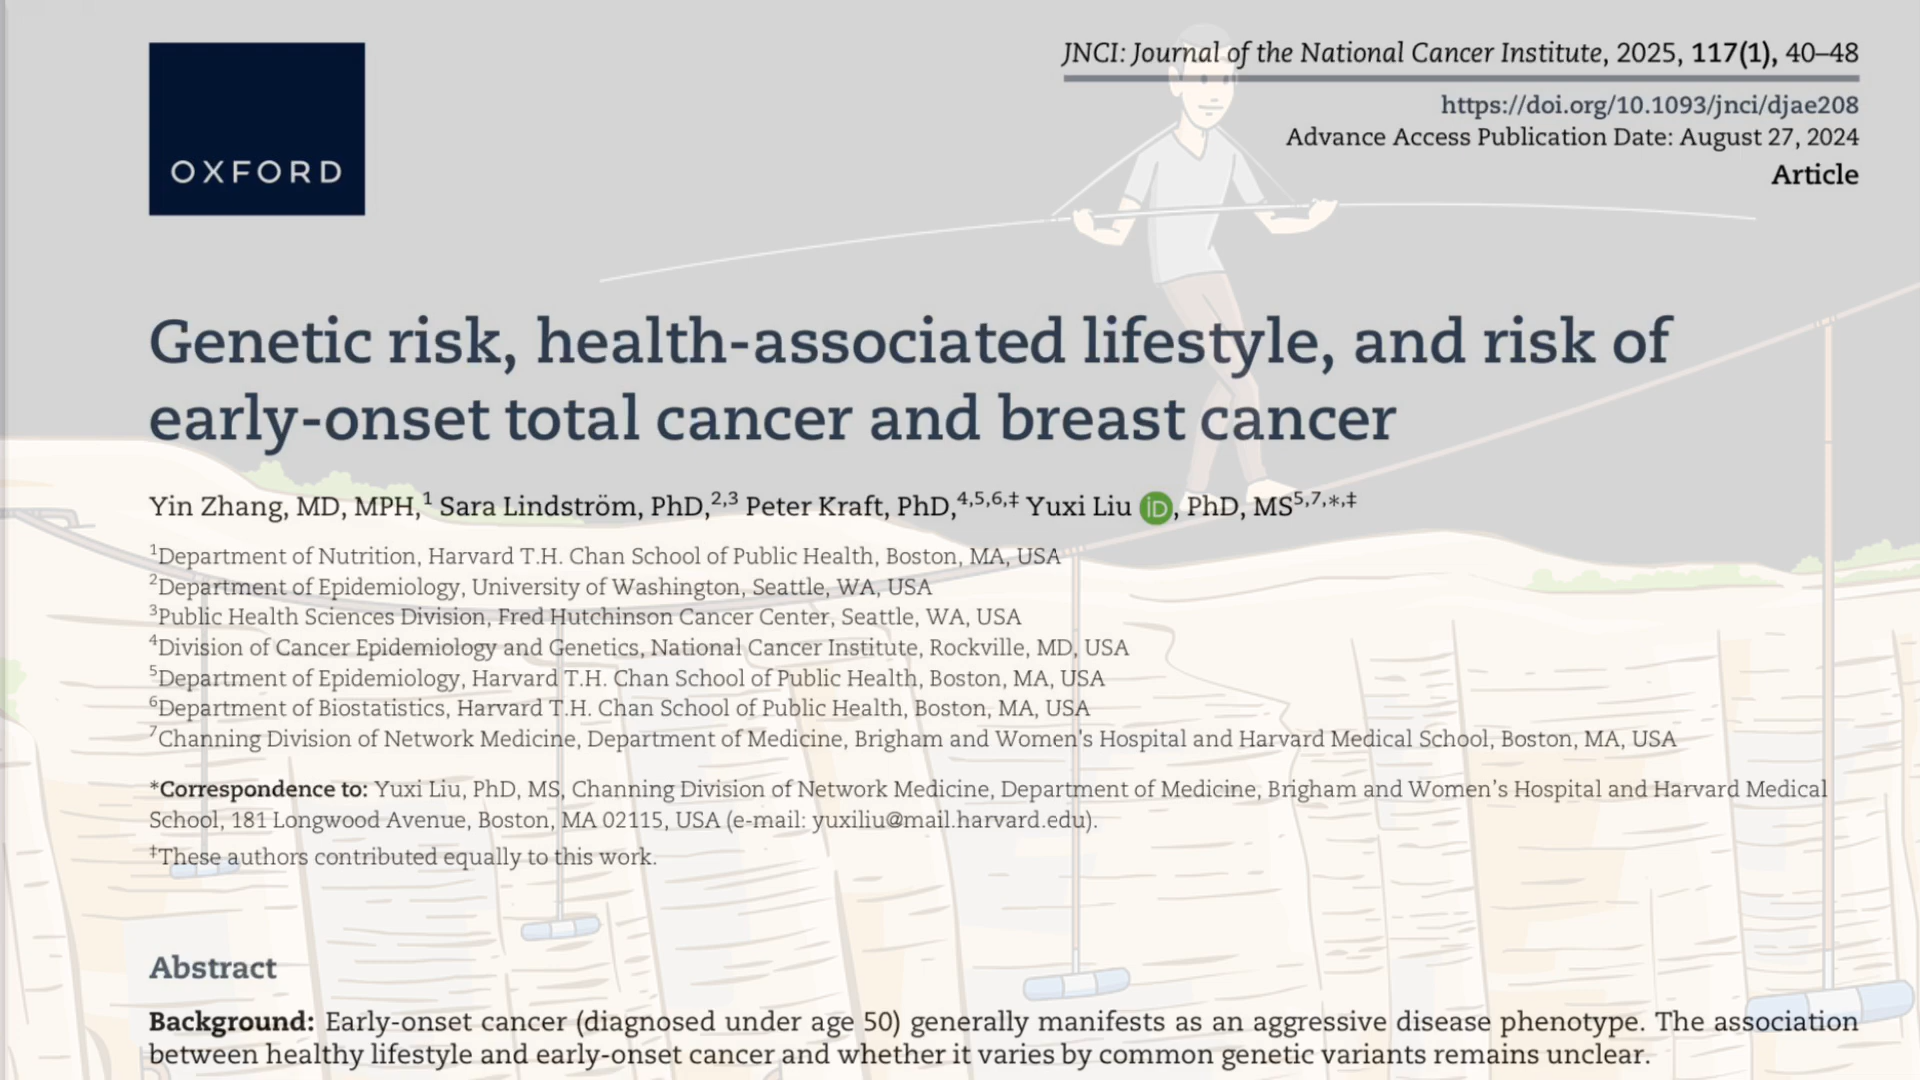 OXFORD
JNCI: Journal of the National Cancer Institute, 2025, 117(1), 40–48
https://doi.org/10.1093/jnci/djae208
Advance Access Publication Date: August 27, 2024
Article
Genetic risk, health-associated lifestyle, and risk of
early-onset total cancer and breast cancer
Yin Zhang, MD, MPH,¹ Sara Lindström, PhD,²,³ Peter Kraft, PhD,⁴,⁵,⁶,‡ Yuxi Liu iD, PhD, MS⁵,⁷,*,‡
¹Department of Nutrition, Harvard T.H. Chan School of Public Health, Boston, MA, USA
²Department of Epidemiology, University of Washington, Seattle, WA, USA
³Public Health Sciences Division, Fred Hutchinson Cancer Center, Seattle, WA, USA
⁴Division of Cancer Epidemiology and Genetics, National Cancer Institute, Rockville, MD, USA
⁵Department of Epidemiology, Harvard T.H. Chan School of Public Health, Boston, MA, USA
⁶Department of Biostatistics, Harvard T.H. Chan School of Public Health, Boston, MA, USA
⁷Channing Division of Network Medicine, Department of Medicine, Brigham and Women's Hospital and Harvard Medical School, Boston, MA, USA
*Correspondence to: Yuxi Liu, PhD, MS, Channing Division of Network Medicine, Department of Medicine, Brigham and Women's Hospital and Harvard Medical
School, 181 Longwood Avenue, Boston, MA 02115, USA (e-mail: yuxiliu@mail.harvard.edu).
‡These authors contributed equally to this work.
Abstract
Background: Early-onset cancer (diagnosed under age 50) generally manifests as an aggressive disease phenotype. The association
between healthy lifestyle and early-onset cancer and whether it varies by common genetic variants remains unclear.